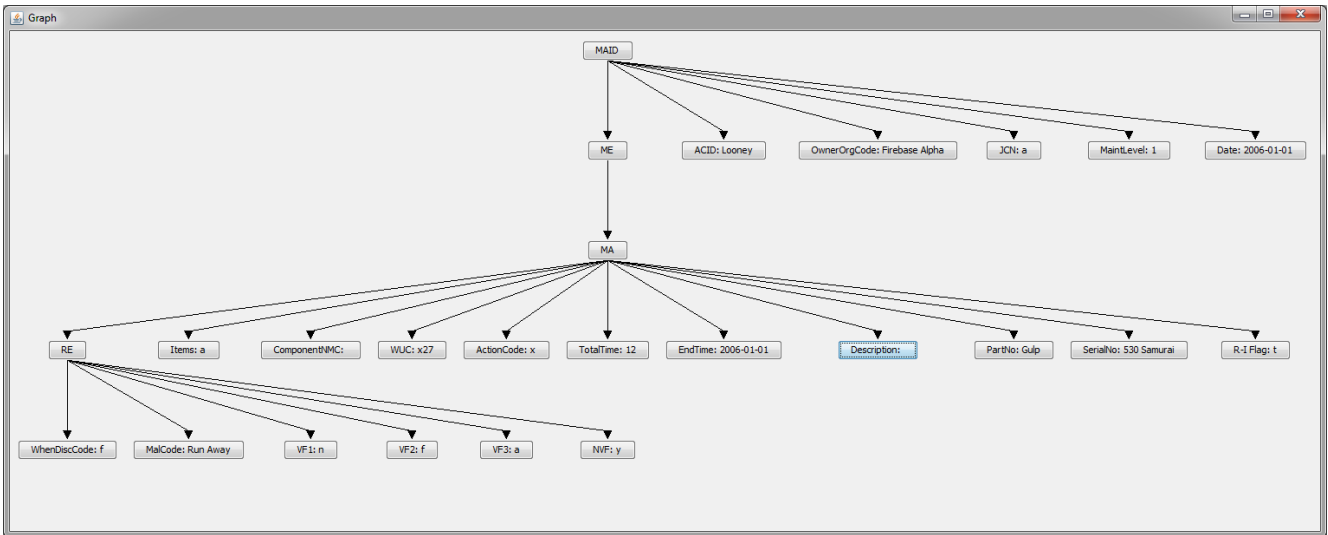 Graph
MAID
ME
ACID: Looney
OwnerOrgCode: Firebase Alpha
JCN: a
MaintLevel: 1
Date: 2006-01-01
MA
RE
Items: a
ComponentNMC:
WUC: x27
ActionCode: x
TotalTime: 12
EndTime: 2006-01-01
Description:
PartNo: Gulp
SerialNo: 530 Samurai
R-I Flag: t
WhenDiscCode: f
MalCode: Run Away
VF1: n
VF2: f
VF3: a
NVF: y